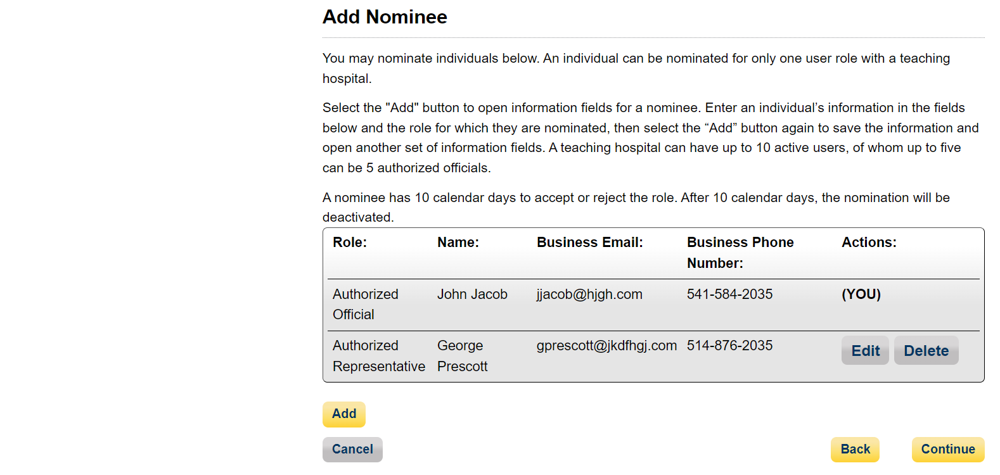 Add Nominee
You may nominate individuals below. An individual can be nominated for only one user role with a teaching
hospital.
Select the "Add" button to open information fields for a nominee. Enter an individual’s information in the fields
below and the role for which they are nominated, then select the “Add” button again to save the information and
open another set of information fields. A teaching hospital can have up to 10 active users, of whom up to five
can be 5 authorized officials.
A nominee has 10 calendar days to accept or reject the role. After 10 calendar days, the nomination will be
deactivated.
Role: Name: Business Email: Business Phone Actions:
Number:
Authorized John Jacob jjacob@hjgh.com 541-584-2035 (YOU)
Official
Authorized George gprescott@jkdfhgj.com 514-876-2035 Edit Delete
Representative Prescott
Add
Cancel Back Continue